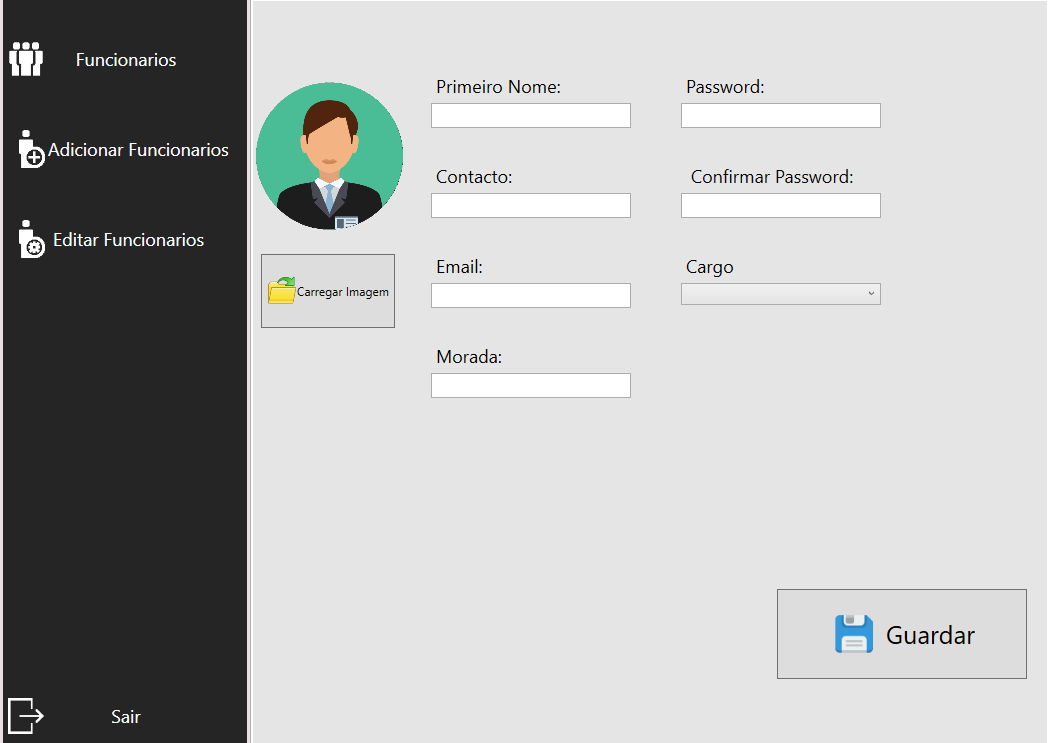 Funcionarios
Adicionar Funcionarios
Editar Funcionarios
Sair
Carregar Imagem
Primeiro Nome:
Password:
Contacto:
Confirmar Password:
Email:
Cargo
Morada:
Guardar